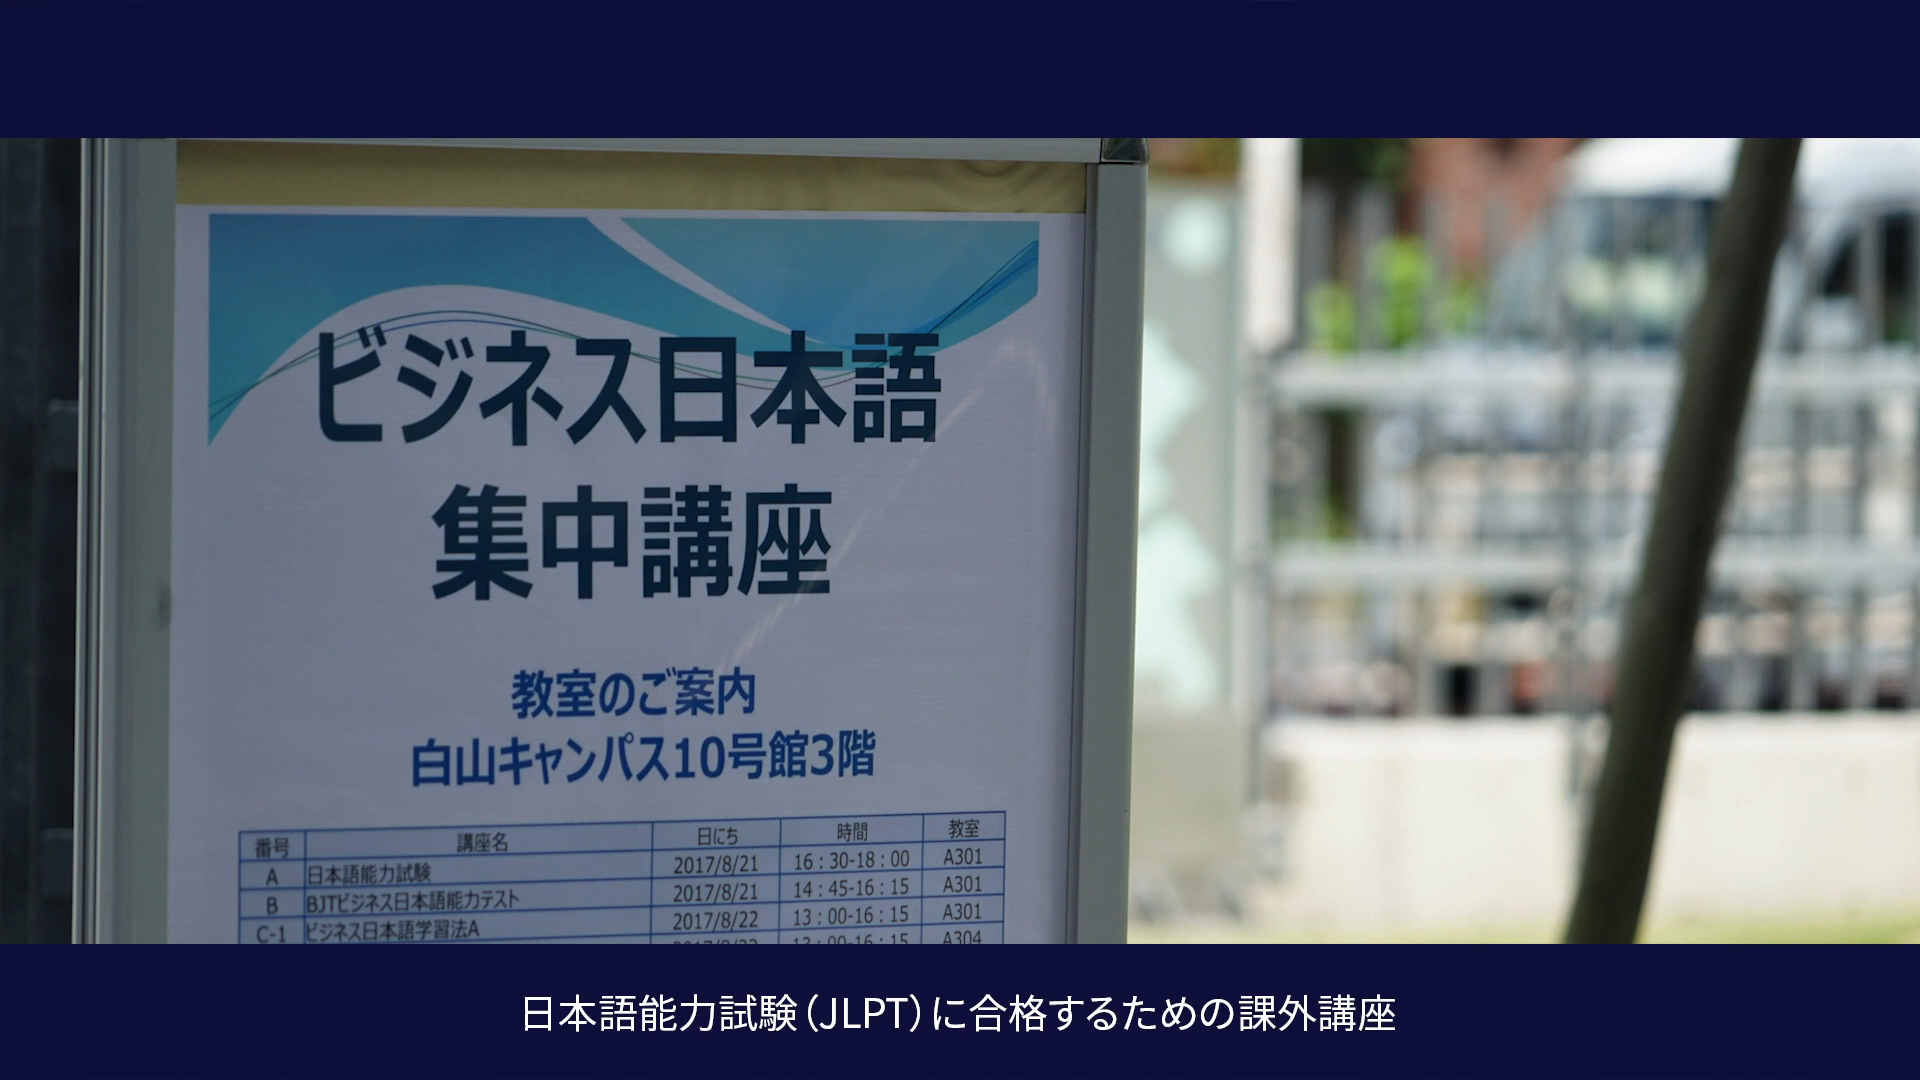 ビジネス日本語
集中講座
教室のご案内
白山キャンパス10号館3階
番号 講座名 日にち 時間 教室
A 日本語能力試験 2017/8/21 16:30-18:00 A301
B BJTビジネス日本語能力テスト 2017/8/21 14:45-16:15 A301
C-1 ビジネス日本語学習法A 2017/8/22 13:00-16:15 A301
13:00-16:15 A304
日本語能力試験(JLPT)に合格するための課外講座